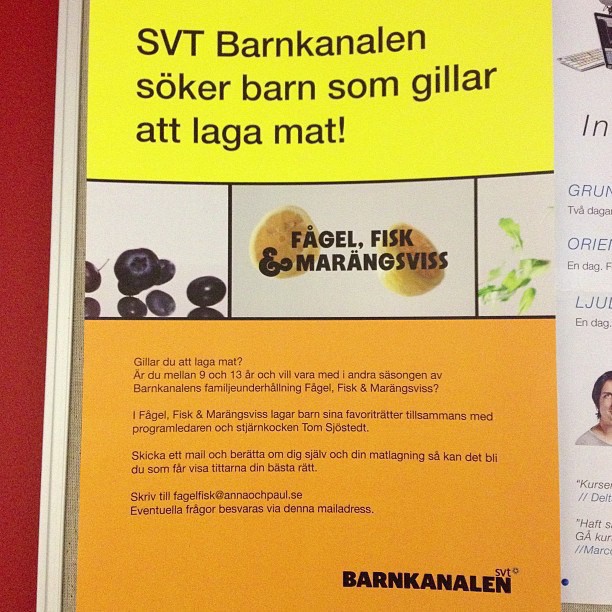 SVT Barnkanalen
söker barn som gillar
att laga mat!
FÅGEL, FISK
& MARÄNGSVISS
Gillar du att laga mat?
Är du mellan 9 och 13 år och vill vara med i andra säsongen av
Barnkanalens familjeunderhållning Fågel, Fisk & Marängsviss?
I Fågel, Fisk & Marängsviss lagar barn sina favoriträtter tillsammans med
programledaren och stjärnkocken Tom Sjöstedt.
Skicka ett mail och berätta om dig själv och din matlagning så kan det bli
du som får visa tittarna din bästa rätt.
Skriv till fagelfisk@annaochpaul.se
Eventuella frågor besvaras via denna mailadress.
svt
BARNKANALEN
In
GRUN
Två dagar
ORIEN
En dag. F
LJUD
En dag.
"Kursen
// Delt
"Haft s
GÅ kur
//Marco